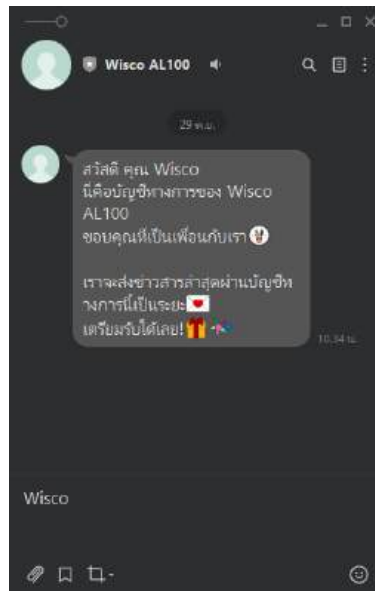 Wisco AL100
29 พ.ย.
สวัสดี คุณ Wisco
นี่คือบัญชีทางการของ Wisco
AL100
ขอบคุณที่เป็นเพื่อนกับเรา
เราจะส่งข่าวสารล่าสุดผ่านบัญชีท
างการนี้เป็นระยะ
เตรียมรับได้เลย!
10.34 น.
Wisco